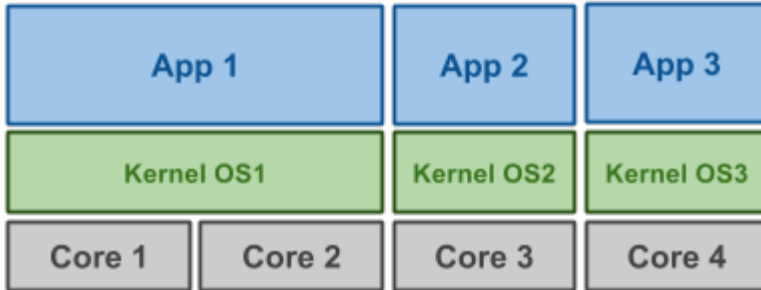 App 1
App 2
App 3
Kernel OS1
Kernel OS2
Kernel OS3
Core 1
Core 2
Core 3
Core 4